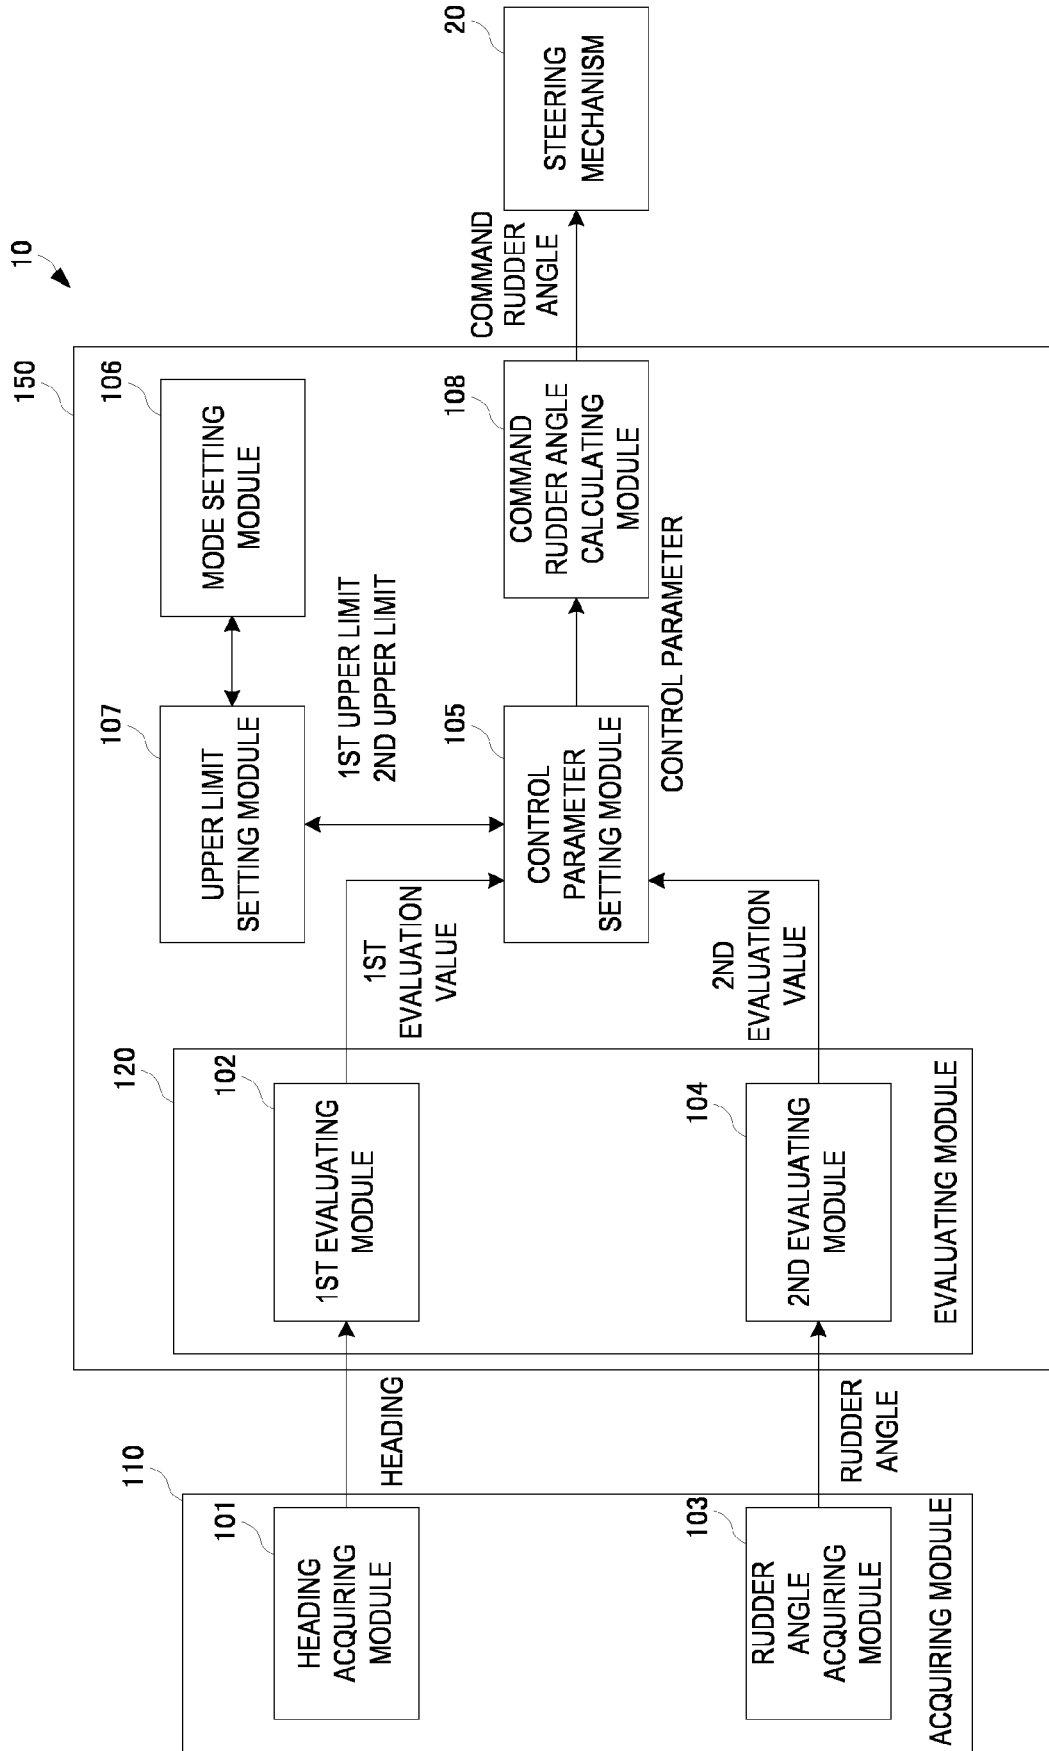 10
110
101
HEADING
ACQUIRING
MODULE
103
RUDDER
ANGLE
ACQUIRING
MODULE
ACQUIRING MODULE
HEADING
RUDDER
ANGLE
150
120
102
1ST EVALUATING
MODULE
104
2ND EVALUATING
MODULE
EVALUATING MODULE
1ST
EVALUATION
VALUE
2ND
EVALUATION
VALUE
107
UPPER LIMIT
SETTING MODULE
106
MODE SETTING
MODULE
1ST UPPER LIMIT
2ND UPPER LIMIT
105
CONTROL
PARAMETER
SETTING MODULE
CONTROL PARAMETER
108
COMMAND
RUDDER ANGLE
CALCULATING
MODULE
COMMAND
RUDDER
ANGLE
20
STEERING
MECHANISM